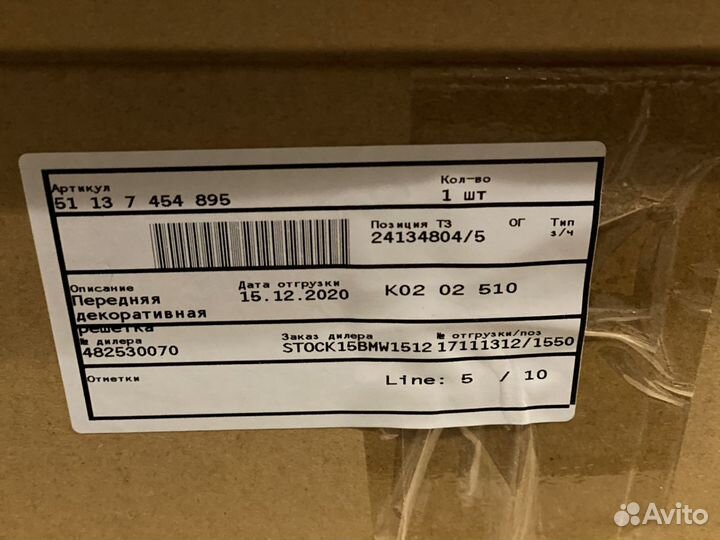 Артикул
51 13 7 454 895
Кол-во
1 шт
Позиция ТЗ ОГ Тип з/ч
24134804/5
Описание
Передняя
декоративная
решетка
Дата отгрузки
15.12.2020
K02 02 510
№ дилера
482530070
Заказ дилера
STOCK15BMW1512
№ отгрузки/поз
17111312/1550
Отметки
Line: 5 / 10
Avito